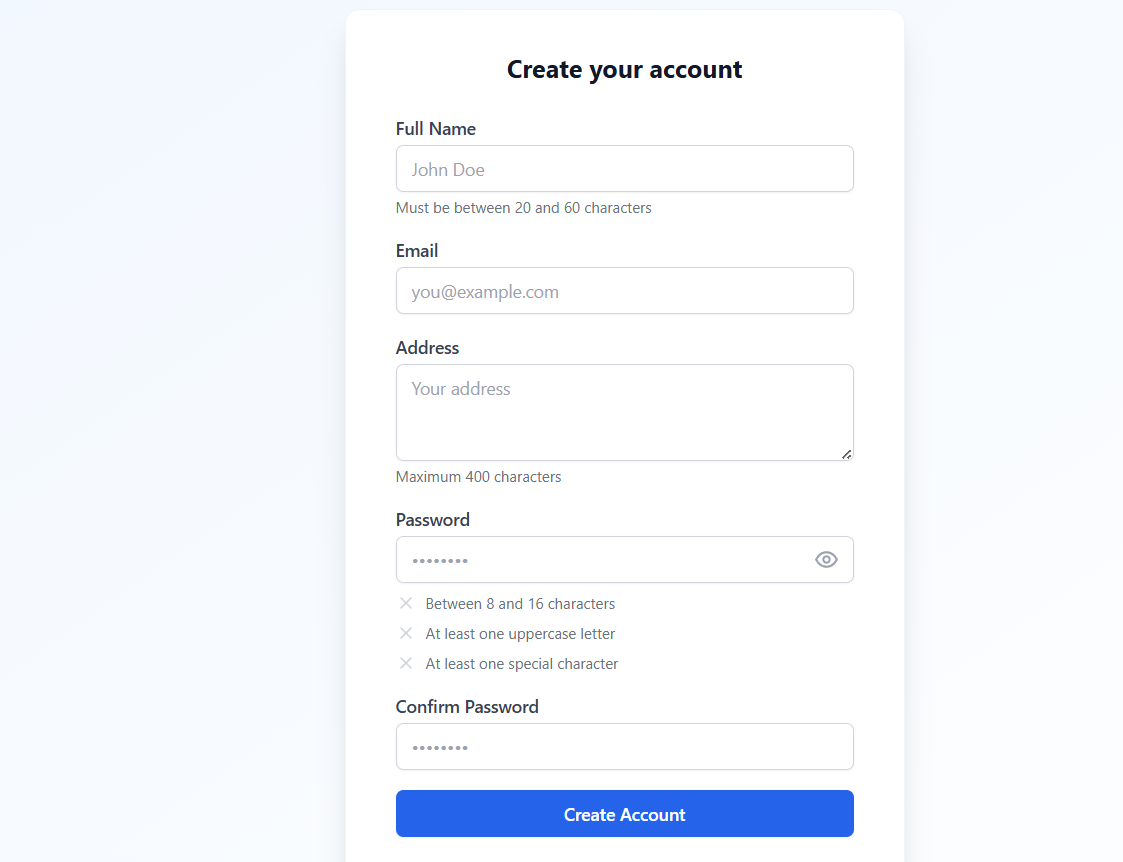 Create your account
Full Name
John Doe
Must be between 20 and 60 characters
Email
you@example.com
Address
Your address
Maximum 400 characters
Password
••••••••
Between 8 and 16 characters
At least one uppercase letter
At least one special character
Confirm Password
••••••••
Create Account